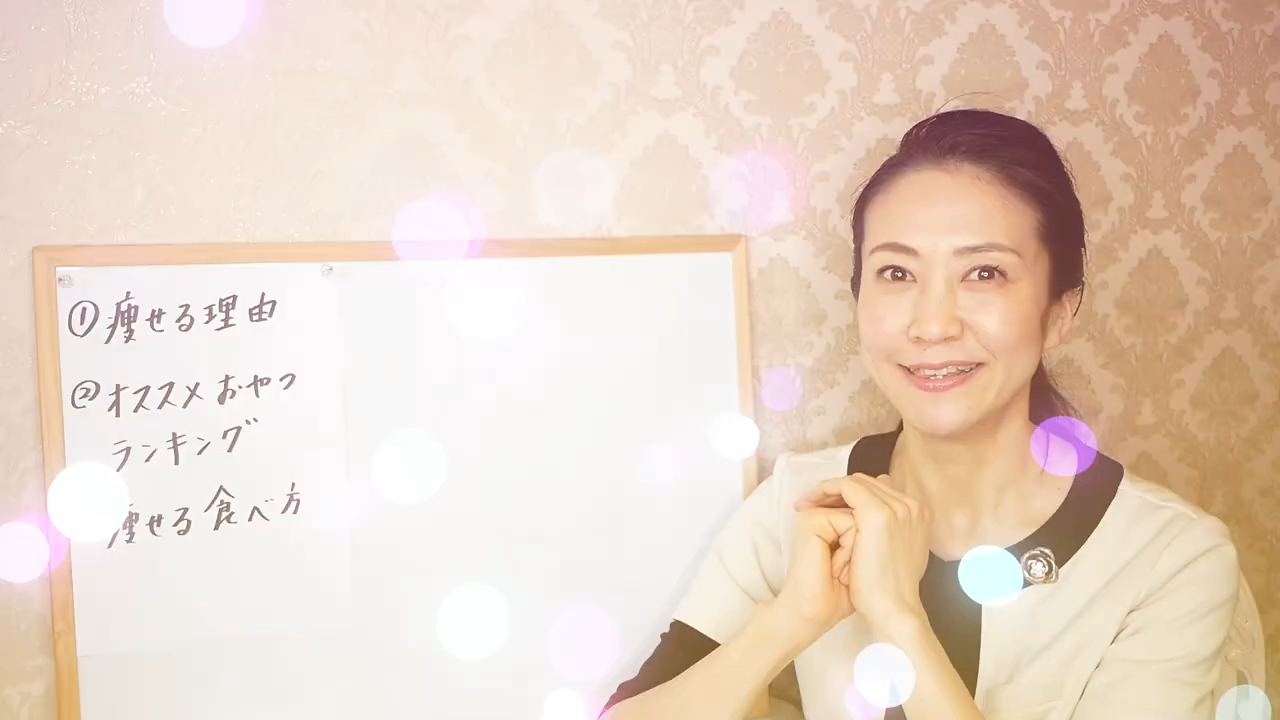 ①痩せる理由
②オススメおやつ
ランキング
痩せる食べ方